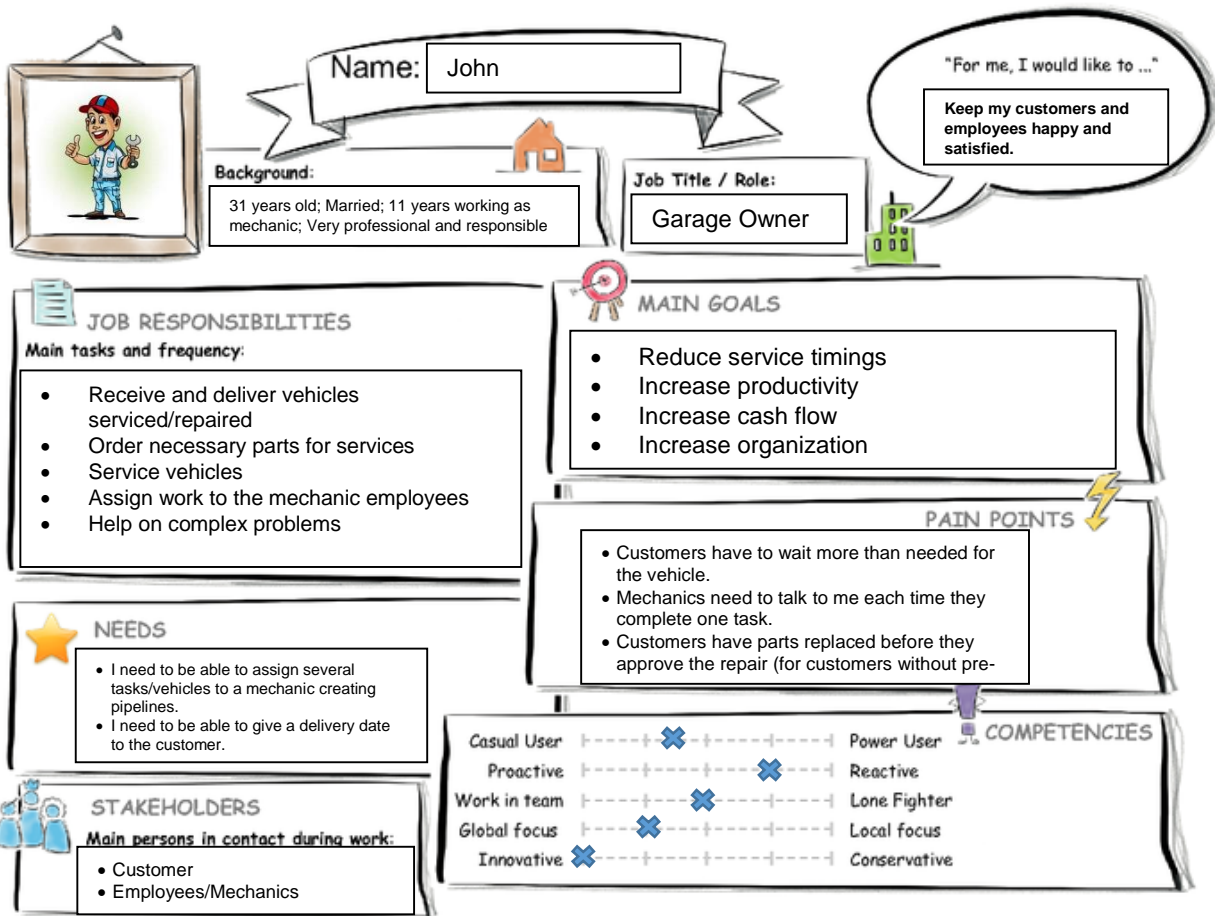 Name: John
"For me, I would like to ..."
Keep my customers and
employees happy and
satisfied.
Background:
31 years old; Married; 11 years working as
mechanic; Very professional and responsible
Job Title / Role:
Garage Owner
JOB RESPONSIBILITIES
Main tasks and frequency:
• Receive and deliver vehicles
serviced/repaired
• Order necessary parts for services
• Service vehicles
• Assign work to the mechanic employees
• Help on complex problems
MAIN GOALS
• Reduce service timings
• Increase productivity
• Increase cash flow
• Increase organization
PAIN POINTS
• Customers have to wait more than needed for
the vehicle.
• Mechanics need to talk to me each time they
complete one task.
• Customers have parts replaced before they
approve the repair (for customers without pre-
NEEDS
• I need to be able to assign several
tasks/vehicles to a mechanic creating
pipelines.
• I need to be able to give a delivery date
to the customer.
COMPETENCIES
Casual User Power User
Proactive Reactive
Work in team Lone Fighter
Global focus Local focus
Innovative Conservative
STAKEHOLDERS
Main persons in contact during work:
• Customer
• Employees/Mechanics